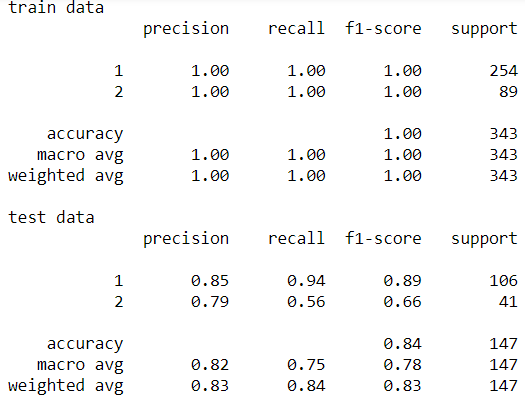 train data
precision recall f1-score support
1 1.00 1.00 1.00 254
2 1.00 1.00 1.00 89
accuracy 1.00 343
macro avg 1.00 1.00 1.00 343
weighted avg 1.00 1.00 1.00 343
test data
precision recall f1-score support
1 0.85 0.94 0.89 106
2 0.79 0.56 0.66 41
accuracy 0.84 147
macro avg 0.82 0.75 0.78 147
weighted avg 0.83 0.84 0.83 147